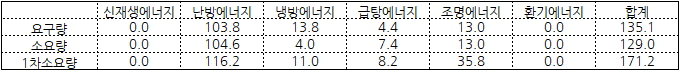 신재생에너지 난방에너지 냉방에너지 급탕에너지 조명에너지 환기에너지 합계
요구량 0.0 103.8 13.8 4.4 13.0 0.0 135.1
소요량 0.0 104.6 4.0 7.4 13.0 0.0 129.0
1차소요량 0.0 116.2 11.0 8.2 35.8 0.0 171.2